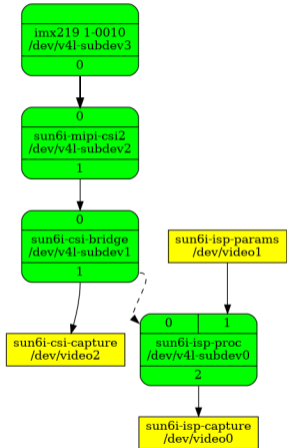 imx219 1-0010
/dev/v4l-subdev3
0
0
sun6i-mipi-csi2
/dev/v4l-subdev2
1
0
sun6i-csi-bridge
/dev/v4l-subdev1
1
sun6i-isp-params
/dev/video1
sun6i-csi-capture
/dev/video2
0 1
sun6i-isp-proc
/dev/v4l-subdev0
2
sun6i-isp-capture
/dev/video0